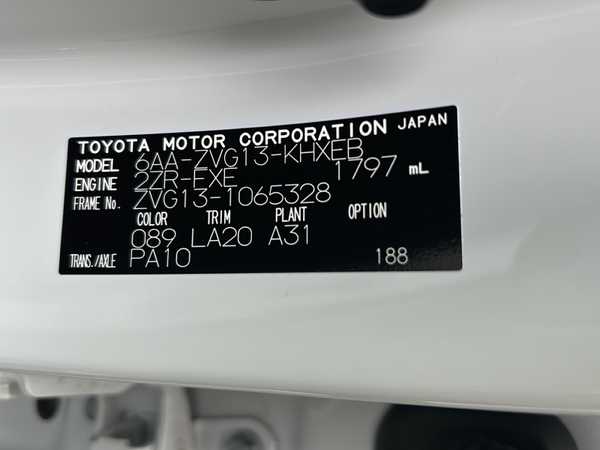 TOYOTA MOTOR CORPORATION JAPAN
MODEL 6AA-ZVG13-KHXEB
ENGINE 2ZR-FXE 1797 mL
FRAME No. ZVG13-1065328
COLOR TRIM PLANT OPTION
089 LA20 A31
TRANS./AXLE PA10 188